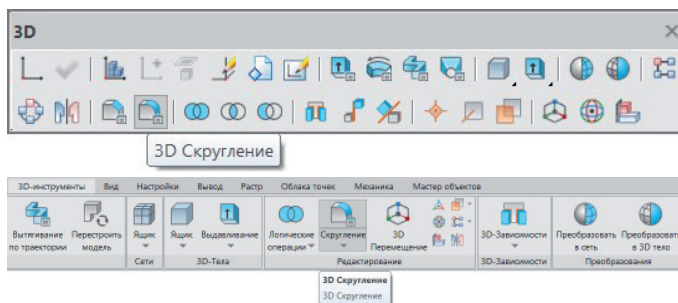 3D
3D Скругление
3D-инструменты Вид Настройки Вывод Растр Облака точек Механика Мастер объектов
Вытягивание по траектории
Перестроить модель
Ящик
Ящик
Выдавливание
Логические операции
Скругление
3D Перемещение
3D-Зависимости
Преобразовать в сеть
Преобразовать в 3D тело
Сети 3D-Тела Редактирование 3D-Зависимости Преобразования
3D Скругление
3D Скругление